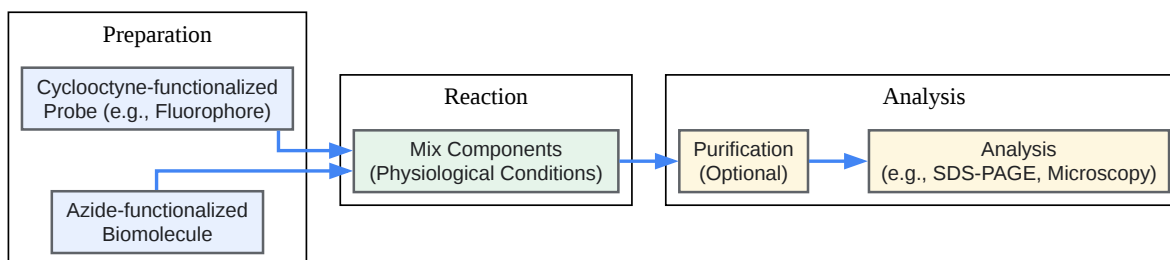 Preparation
Cyclooctyne-functionalized
Probe (e.g., Fluorophore)
Azide-functionalized
Biomolecule
Reaction
Mix Components
(Physiological Conditions)
Analysis
Purification
(Optional)
Analysis
(e.g., SDS-PAGE, Microscopy)